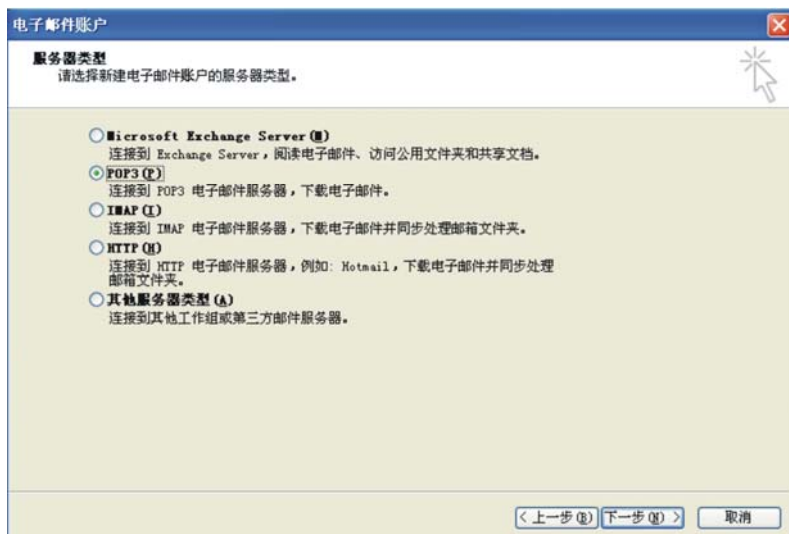 电子邮件账户
服务器类型
请选择新建电子邮件账户的服务器类型。
Microsoft Exchange Server(M)
连接到 Exchange Server，阅读电子邮件、访问公用文件夹和共享文档。
POP3(P)
连接到 POP3 电子邮件服务器，下载电子邮件。
IMAP(I)
连接到 IMAP 电子邮件服务器，下载电子邮件并同步处理邮箱文件夹。
HTTP(H)
连接到 HTTP 电子邮件服务器，例如: Hotmail，下载电子邮件并同步处理
邮箱文件夹。
其他服务器类型(A)
连接到其他工作组或第三方邮件服务器。
< 上一步(B) 下一步(N) > 取消